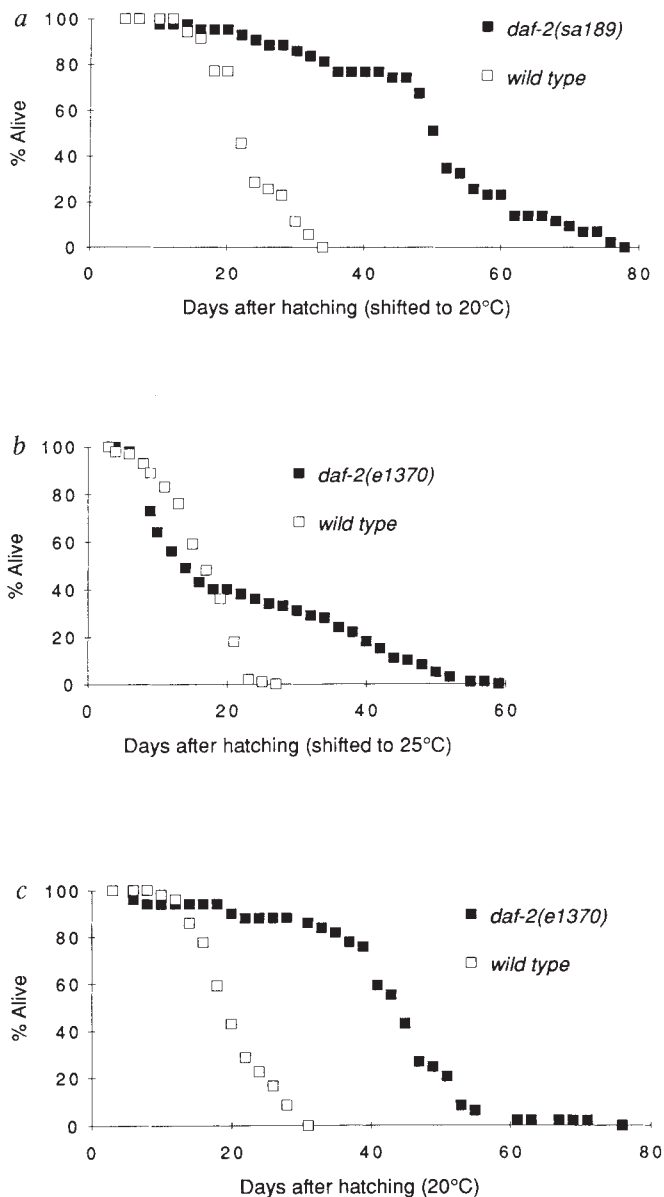 a
100
80
60
40
20
0
% Alive
daf-2(sa189)
wild type
0 20 40 60 80
Days after hatching (shifted to 20°C)
b
100
80
60
40
20
0
% Alive
daf-2(e1370)
wild type
0 20 40 60
Days after hatching (shifted to 25°C)
c
100
80
60
40
20
0
% Alive
daf-2(e1370)
wild type
0 20 40 60 80
Days after hatching (20°C)